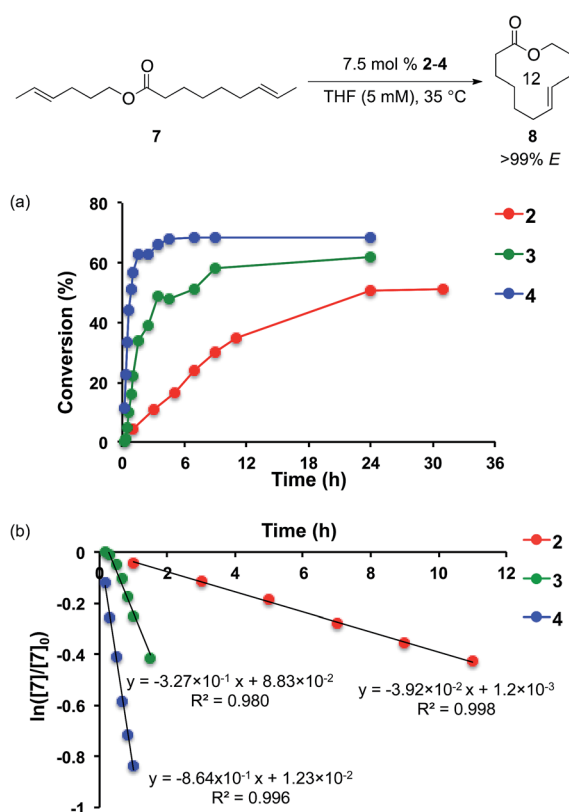 7.5 mol % 2-4
THF (5 mM), 35 °C
O
O
7
O
O
12
8
>99% E
(a)
80
60
40
20
0
Conversion (%)
0 6 12 18 24 30 36
Time (h)
2
3
4
(b)
Time (h)
0 2 4 6 8 10 12
0
-0.2
-0.4
-0.6
-0.8
-1
ln([7]/[7]0)
2
3
4
y = -3.27×10⁻¹ x + 8.83×10⁻²
R² = 0.980
y = -3.92×10⁻² x + 1.2×10⁻³
R² = 0.998
y = -8.64x10⁻¹ x + 1.23×10⁻²
R² = 0.996